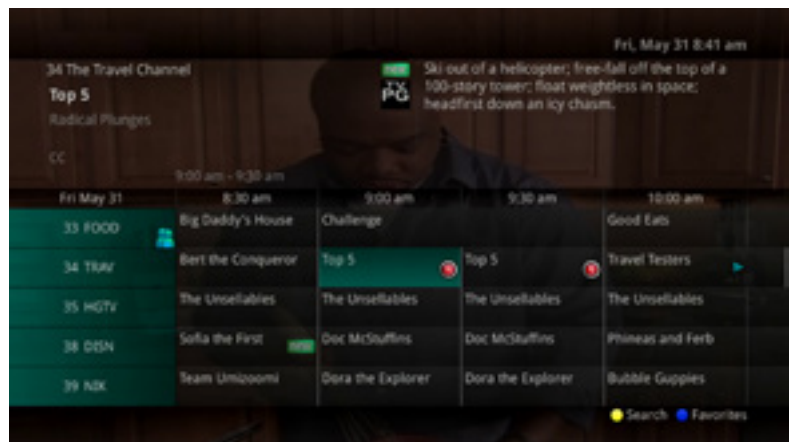 Fri, May 31 8:41 am
34 The Travel Channel
Top 5
Radical Plunges
CC
9:00 am - 9:30 am
new
TV
PG
Ski out of a helicopter; free-fall off the top of a
100-story tower; float weightless in space;
headfirst down an icy chasm.
Fri May 31 8:30 am 9:00 am 9:30 am 10:00 am
33 FOOD Big Daddy's House Challenge Good Eats
34 TRAV Bert the Conqueror Top 5 Top 5 Travel Testers
35 HGTV The Unsellables The Unsellables The Unsellables The Unsellables
38 DISN Sofia the First new Doc McStuffins Doc McStuffins Phineas and Ferb
39 NIK Team Umizoomi Dora the Explorer Dora the Explorer Bubble Guppies
Search Favorites